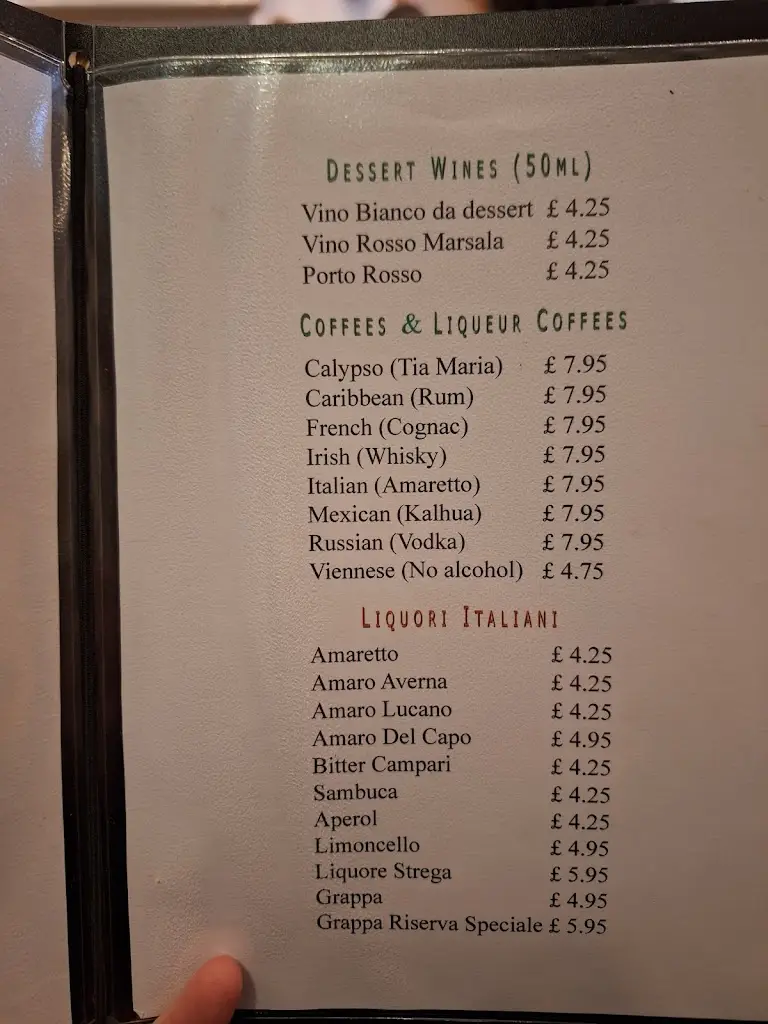 Dessert Wines (50ml)
Vino Bianco da dessert £ 4.25
Vino Rosso Marsala £ 4.25
Porto Rosso £ 4.25
Coffees & Liqueur Coffees
Calypso (Tia Maria) £ 7.95
Caribbean (Rum) £ 7.95
French (Cognac) £ 7.95
Irish (Whisky) £ 7.95
Italian (Amaretto) £ 7.95
Mexican (Kalhua) £ 7.95
Russian (Vodka) £ 7.95
Viennese (No alcohol) £ 4.75
Liquori Italiani
Amaretto £ 4.25
Amaro Averna £ 4.25
Amaro Lucano £ 4.25
Amaro Del Capo £ 4.95
Bitter Campari £ 4.25
Sambuca £ 4.25
Aperol £ 4.25
Limoncello £ 4.95
Liquore Strega £ 5.95
Grappa £ 4.95
Grappa Riserva Speciale £ 5.95